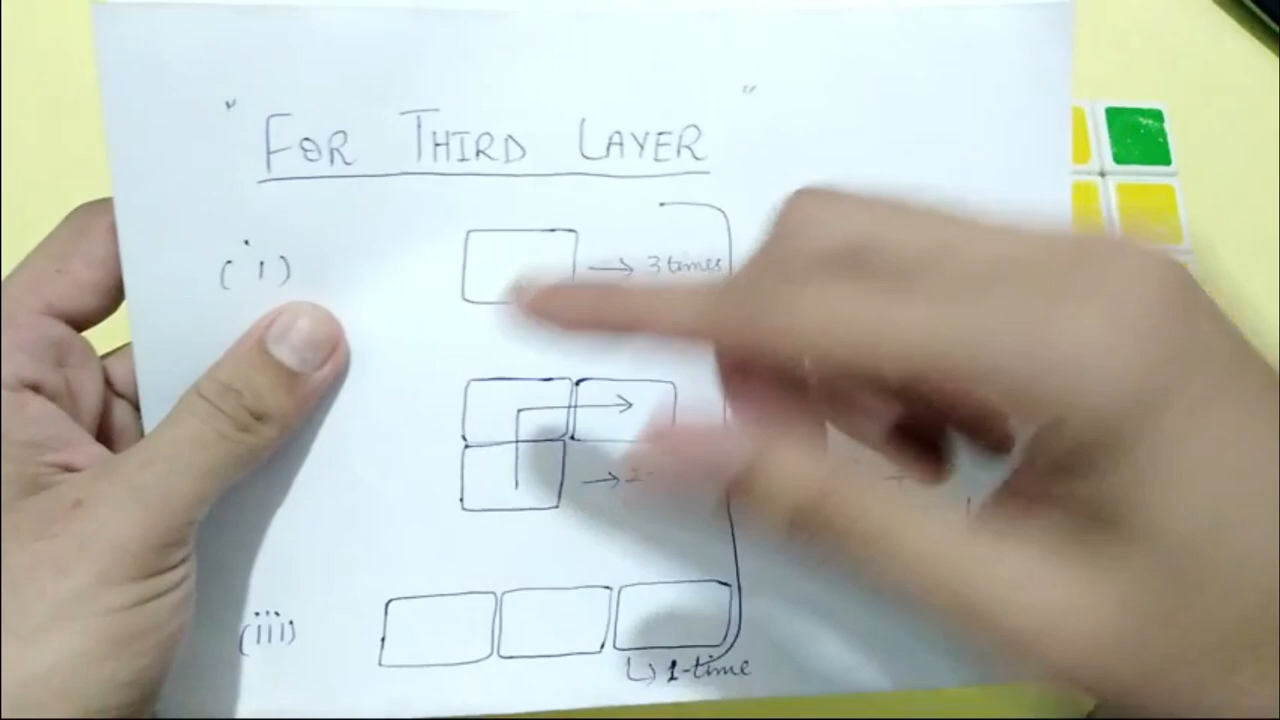 " FOR THIRD LAYER "
(i) → 3 times
→
(iii)
↳ 1-time